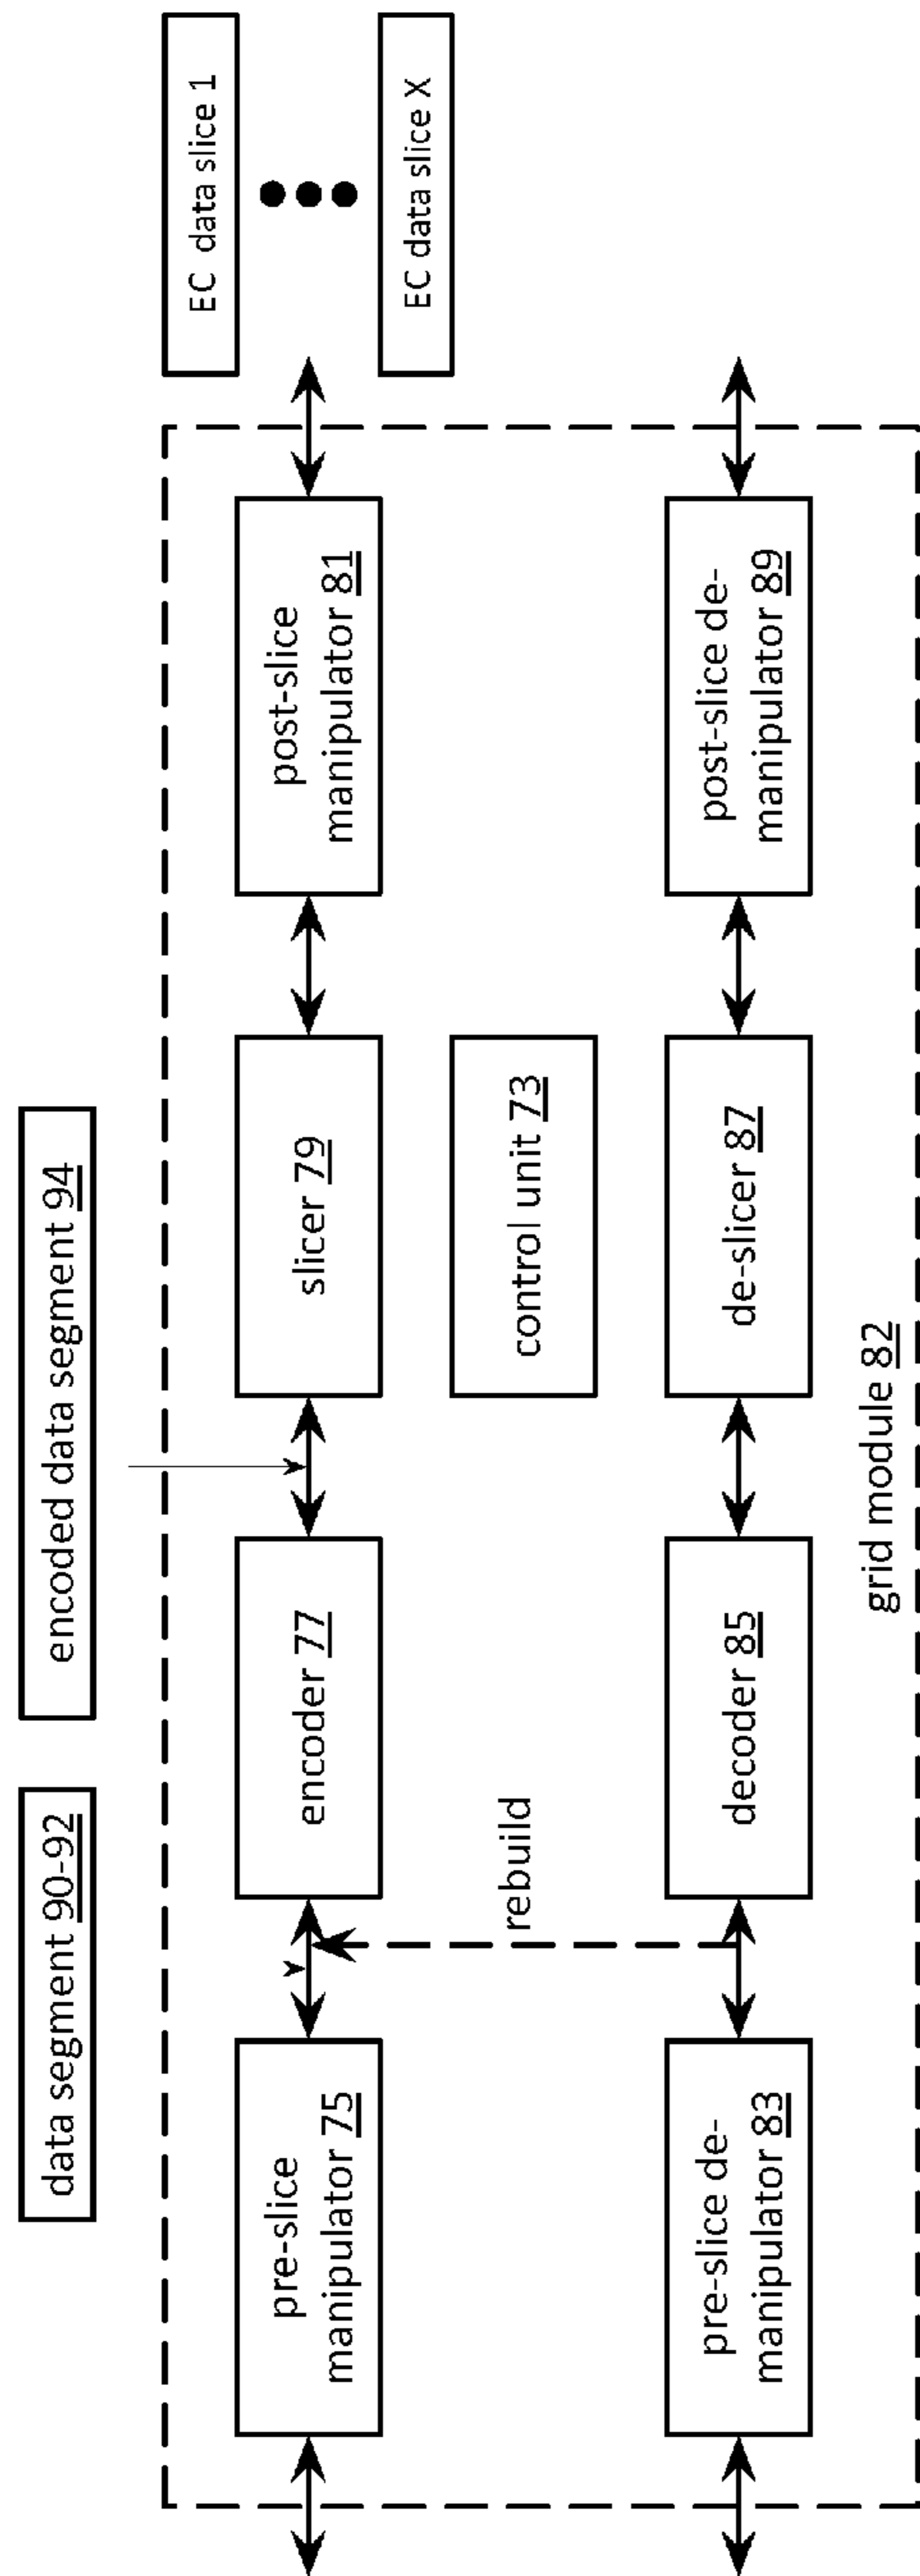 data segment 90-92
encoded data segment 94
EC data slice 1
EC data slice X
pre-slice
manipulator 75
encoder 77
slicer 79
post-slice
manipulator 81
rebuild
control unit 73
pre-slice de-
manipulator 83
decoder 85
de-slicer 87
post-slice de-
manipulator 89
grid module 82